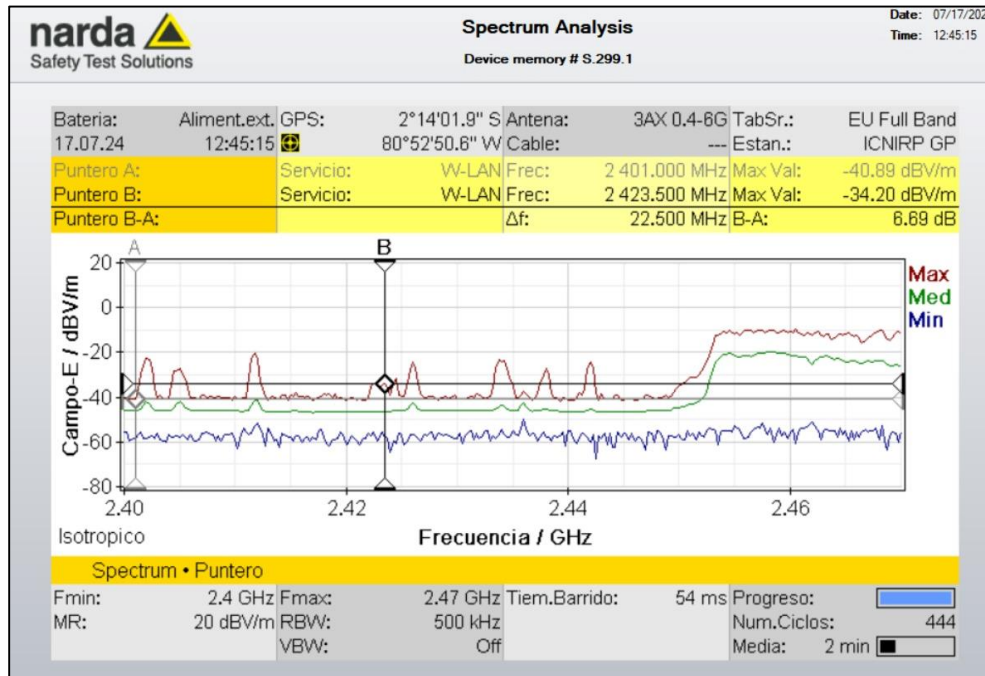 narda
Safety Test Solutions
Spectrum Analysis
Device memory # S.299.1
Date: 07/17/202
Time: 12:45:15
Bateria: Aliment.ext. GPS: 2°14'01.9" S Antena: 3AX 0.4-6G TabSr.: EU Full Band
17.07.24 12:45:15 80°52'50.6" W Cable: --- Estan.: ICNIRP GP
Puntero A: Servicio: W-LAN Frec: 2 401.000 MHz Max Val: -40.89 dBV/m
Puntero B: Servicio: W-LAN Frec: 2 423.500 MHz Max Val: -34.20 dBV/m
Puntero B-A: Δf: 22.500 MHz B-A: 6.69 dB
A B
20
0
-20
-40
-60
-80
Campo-E / dBV/m
Max
Med
Min
2.40 2.42 2.44 2.46
Isotropico Frecuencia / GHz
Spectrum • Puntero
Fmin: 2.4 GHz Fmax: 2.47 GHz Tiem.Barrido: 54 ms Progreso:
MR: 20 dBV/m RBW: 500 kHz Num.Ciclos: 444
VBW: Off Media: 2 min